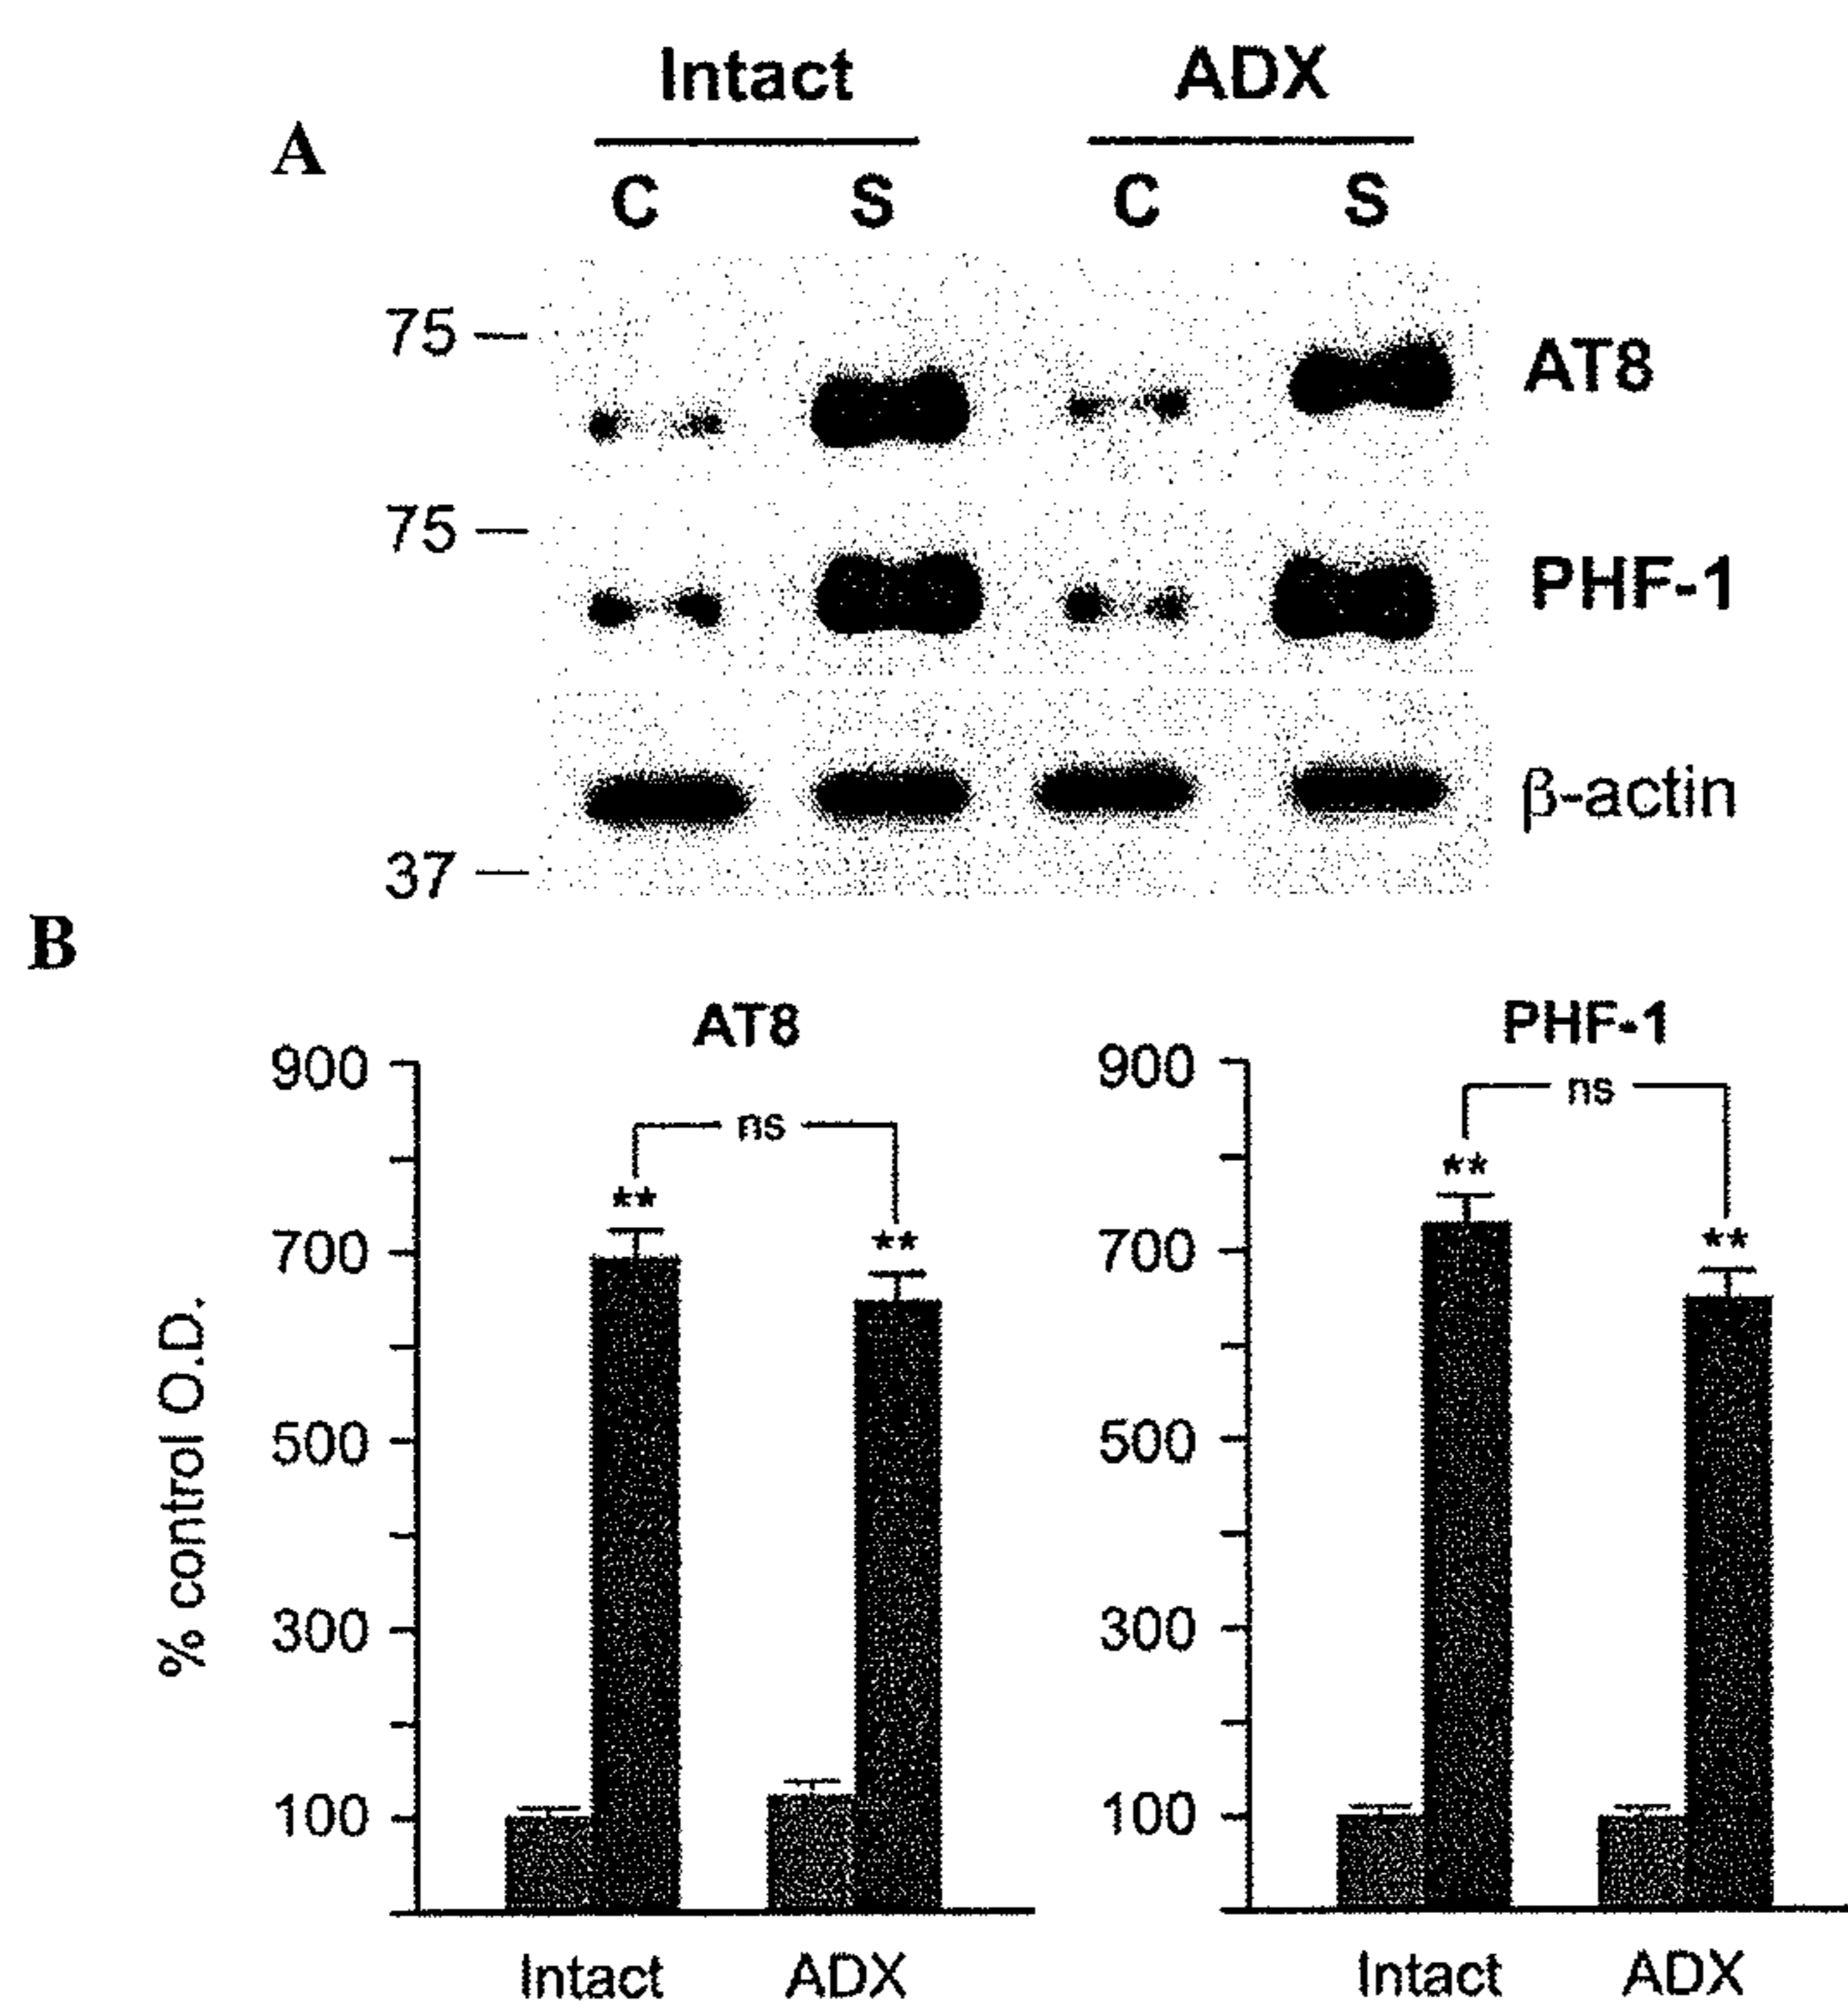 Intact ADX
A
C S C S
75
AT8
75
PHF-1
β-actin
37
B
AT8
900
ns
**
**
700
500
300
100
% control O.D.
Intact ADX
PHF-1
900
ns
**
**
700
500
300
100
Intact ADX